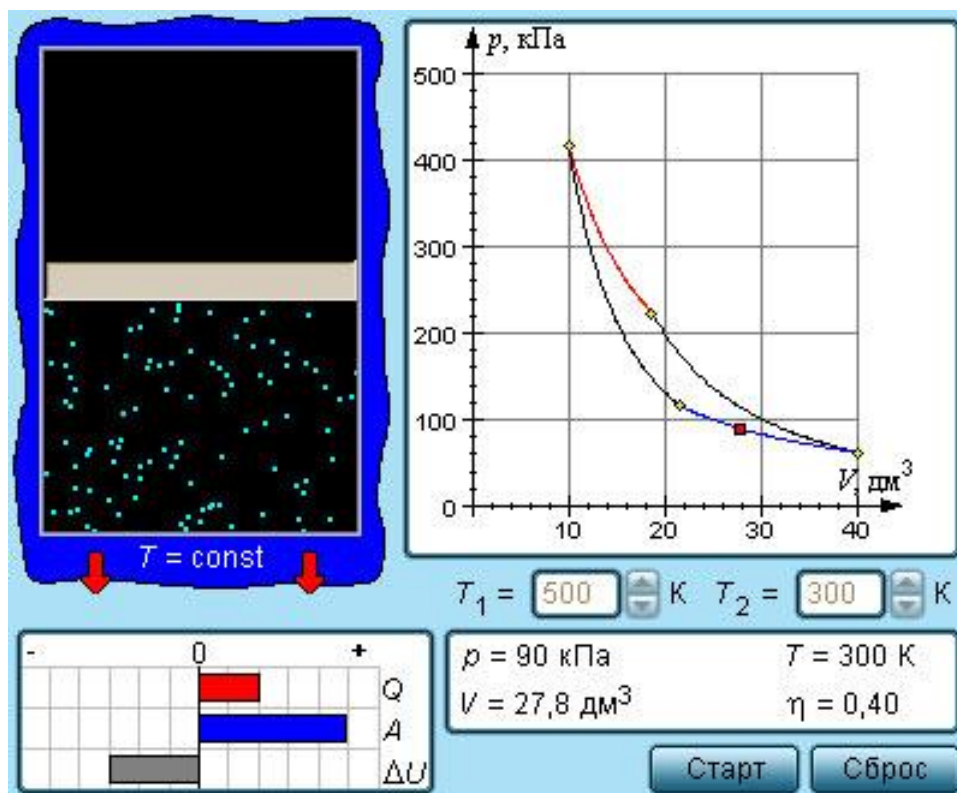 p, кПа
500
400
300
200
100
0
10 20 30 40
V, дм³
T = const
T₁ = 500 К T₂ = 300 К
- 0 +
Q
A
ΔU
p = 90 кПа T = 300 К
V = 27,8 дм³ η = 0,40
Старт Сброс